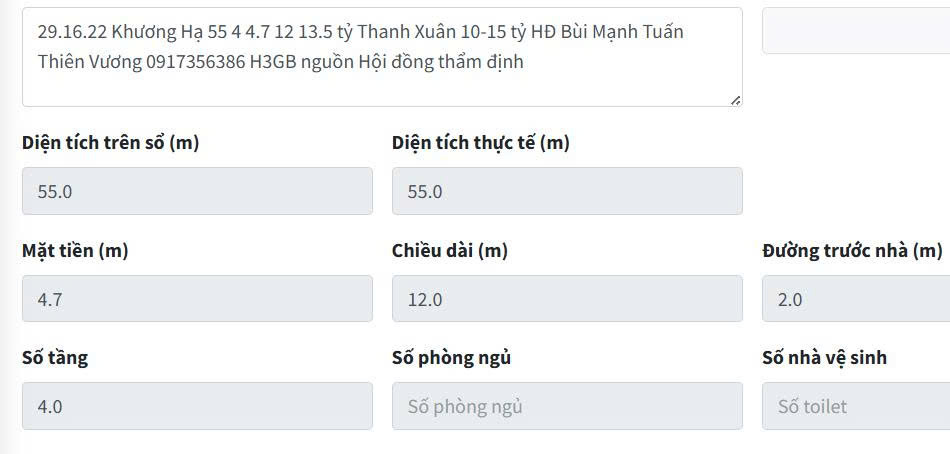 29.16.22 Khương Hạ 55 4 4.7 12 13.5 tỷ Thanh Xuân 10-15 tỷ HĐ Bùi Mạnh Tuấn
Thiên Vương 0917356386 H3GB nguồn Hội đồng thẩm định
Diện tích trên sổ (m)
Diện tích thực tế (m)
55.0
55.0
Mặt tiền (m)
Chiều dài (m)
Đường trước nhà (m)
4.7
12.0
2.0
Số tầng
Số phòng ngủ
Số nhà vệ sinh
4.0
Số phòng ngủ
Số toilet